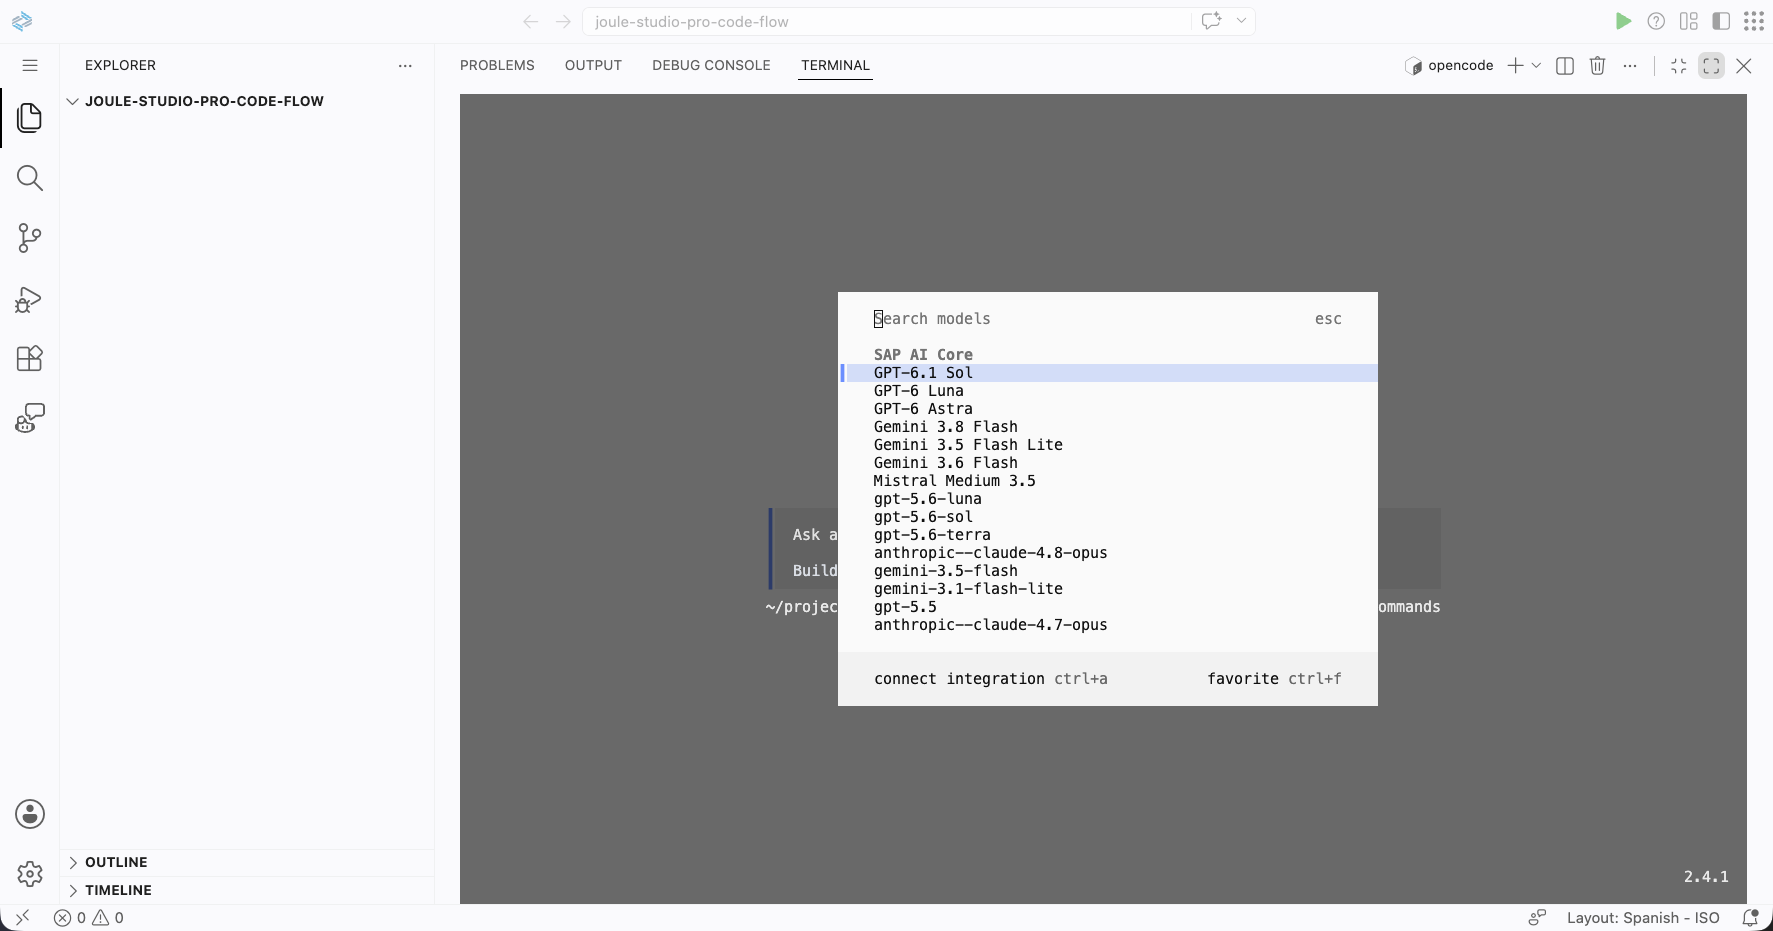 joule-studio-pro-code-flow
EXPLORER
PROBLEMS OUTPUT DEBUG CONSOLE TERMINAL
opencode
JOULE-STUDIO-PRO-CODE-FLOW
Search models esc
SAP AI Core
GPT-6.1 Sol
GPT-6 Luna
GPT-6 Astra
Gemini 3.8 Flash
Gemini 3.5 Flash Lite
Gemini 3.6 Flash
Mistral Medium 3.5
gpt-5.6-luna
gpt-5.6-sol
gpt-5.6-terra
anthropic--claude-4.8-opus
gemini-3.5-flash
gemini-3.1-flash-lite
gpt-5.5
anthropic--claude-4.7-opus
connect integration ctrl+a favorite ctrl+f
Ask a
Build
~/projec ommands
2.4.1
OUTLINE
TIMELINE
0 0
Layout: Spanish - ISO